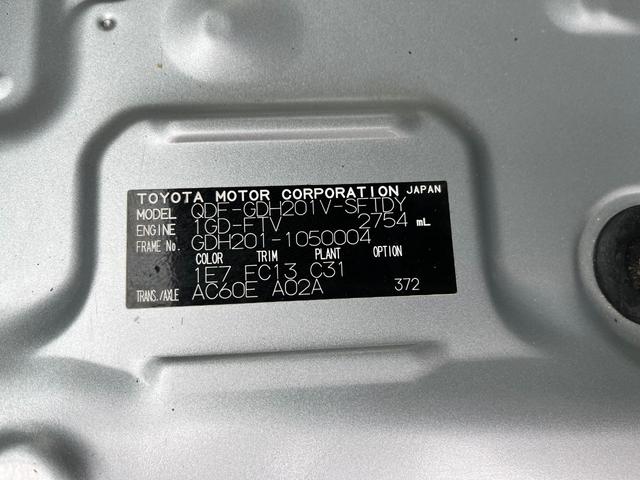 TOYOTA MOTOR CORPORATION JAPAN
MODEL QDF-GDH201V-SFTDY
ENGINE 1GD-FTV 2754 mL
FRAME No. GDH201-1050004
COLOR TRIM PLANT OPTION
1E7 FC13 C31
TRANS./AXLE AC60E A02A 372